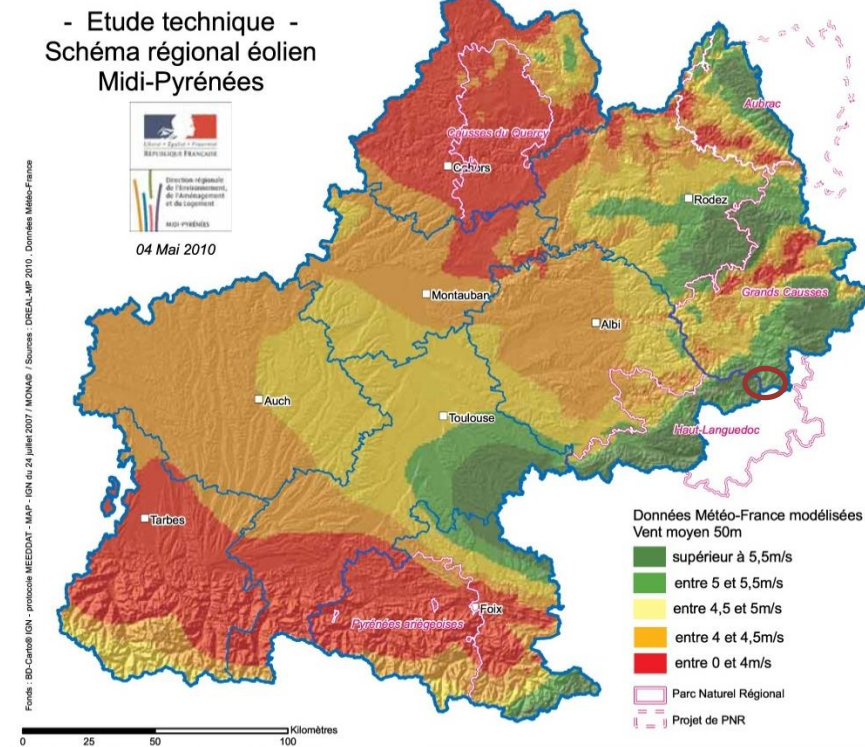 - Etude technique -
Schéma régional éolien
Midi-Pyrénées
Liberté • Égalité • Fraternité
RÉPUBLIQUE FRANÇAISE
Direction régionale
de l'Environnement,
de l'Aménagement
et du Logement
MIDI-PYRÉNÉES
04 Mai 2010
Fonds : BD-Carto® IGN - protocole MEEDDAT - MAP - IGN du 24 juillet 2007 / MONA© / Sources : DREAL-MP 2010 . Données Météo-France
Aubrac
Causses du Quercy
Cahors
Rodez
Grands Causses
Montauban
Albi
Auch
Toulouse
Haut-Languedoc
Tarbes
Foix
Pyrénées ariégeoises
Données Météo-France modélisées
Vent moyen 50m
supérieur à 5,5m/s
entre 5 et 5,5m/s
entre 4,5 et 5m/s
entre 4 et 4,5m/s
entre 0 et 4m/s
Parc Naturel Régional
Projet de PNR
Kilomètres
0 25 50 100